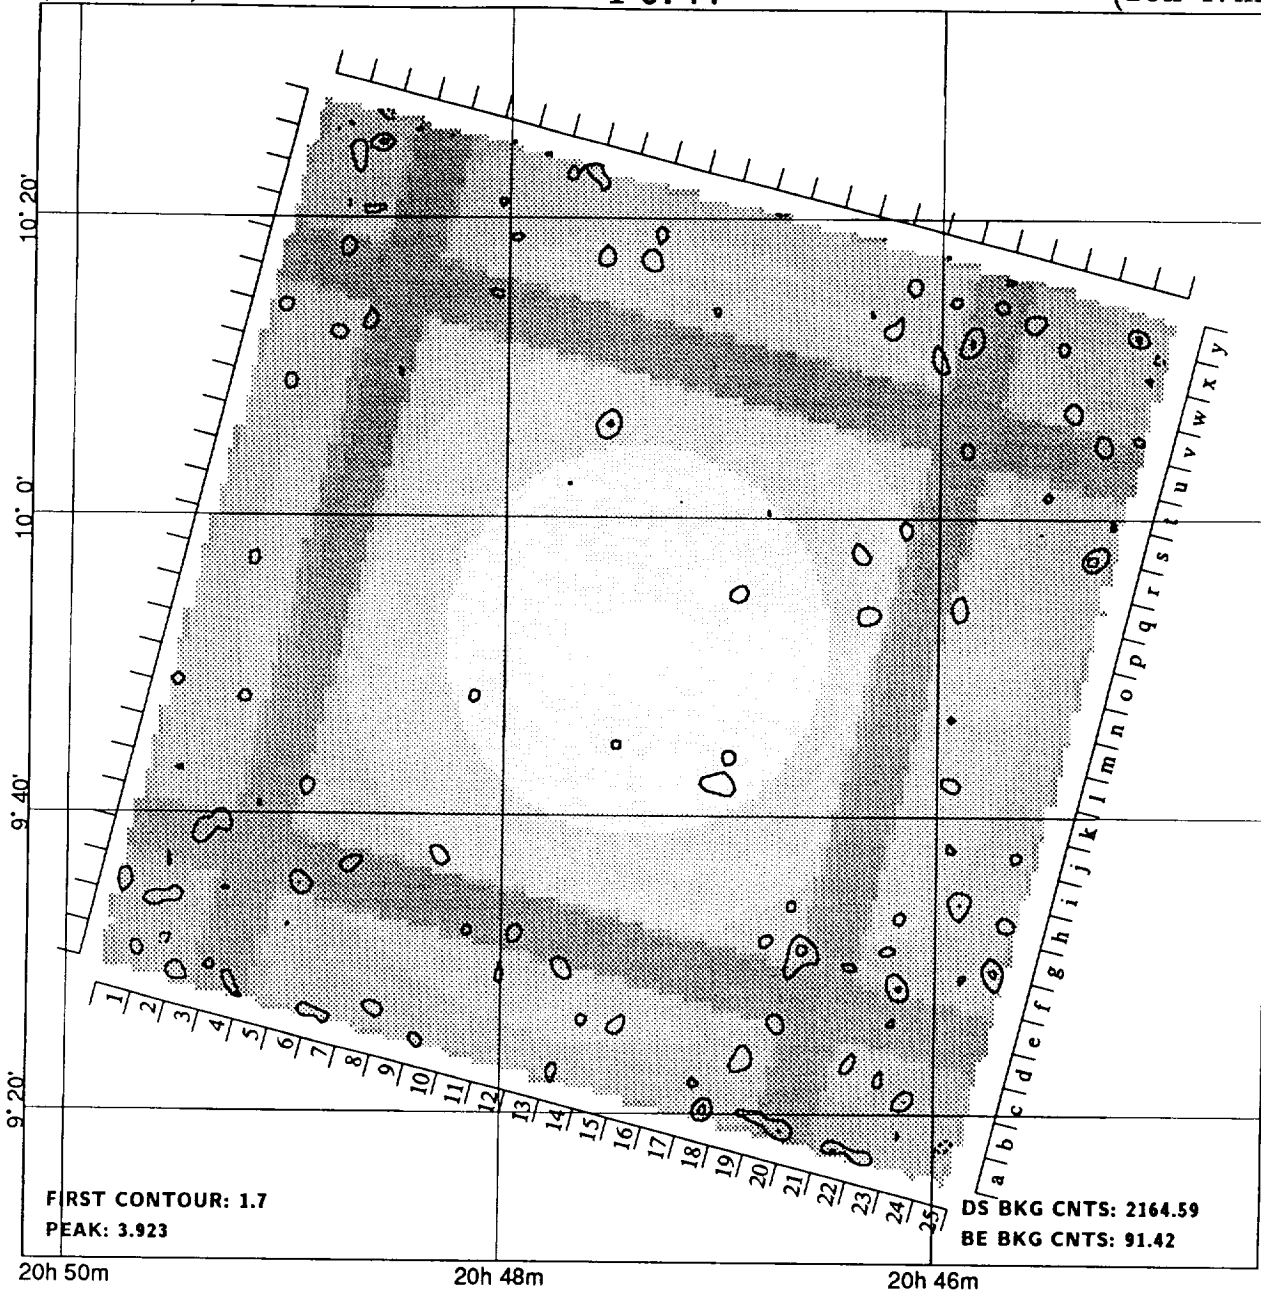 10° 20'
10° 0'
9° 40'
9° 20'
y
x
w
v
u
t
s
r
q
p
o
n
m
l
k
j
i
h
g
f
e
d
c
b
a
1 2 3 4 5 6 7 8 9 10 11 12 13 14 15 16 17 18 19 20 21 22 23 24 25
FIRST CONTOUR: 1.7
PEAK: 3.923
DS BKG CNTS: 2164.59
BE BKG CNTS: 91.42
20h 50m
20h 48m
20h 46m